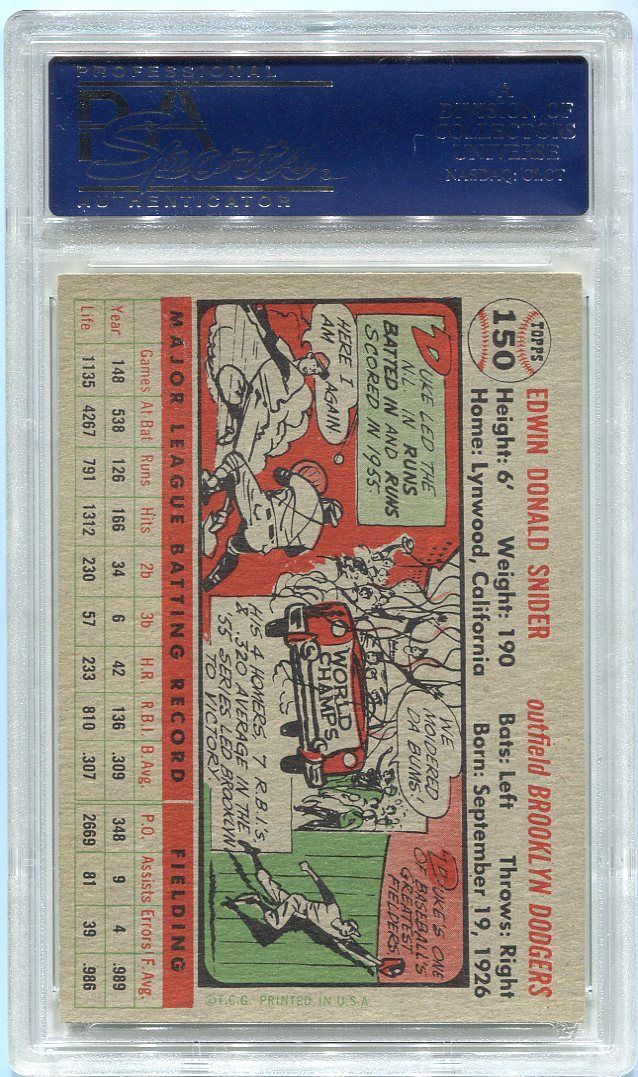 PROFESSIONAL
PSA
Sports
AUTHENTICATOR
A
DIVISION OF
COLLECTORS
UNIVERSE
NASDAQ: CLCT
TOPPS
150
EDWIN DONALD SNIDER outfield BROOKLYN DODGERS
Height: 6' Weight: 190 Bats: Left Throws: Right
Home: Lynwood, California Born: September 19, 1926
DUKE LED THE
N.L. IN RUNS
BATTED IN AND RUNS
SCORED IN 1955.
HERE I
AM AGAIN
WE
MOIDERED
DA BUMS!
WORLD
CHAMPS
HIS 4 HOMERS, 7 R.B.I.'S,
& .320 AVERAGE IN THE
'55 SERIES LED BROOKLYN
TO VICTORY.
DUKE'S ONE
OF BASEBALL'S
GREATEST
FIELDERS.
MAJOR LEAGUE BATTING RECORD FIELDING
Games At Bat Runs Hits 2b 3b H.R. R.B.I. B Avg. P.O. Assists Errors F. Avg.
Year 148 538 126 166 34 6 42 136 .309 348 9 4 .989
Life 1135 4267 791 1312 230 57 233 810 .307 2669 81 39 .986
©T.C.G. PRINTED IN U.S.A.